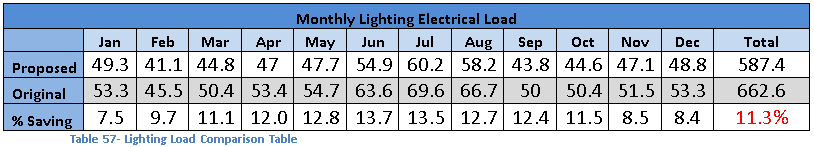 Monthly Lighting Electrical Load
Jan Feb Mar Apr May Jun Jul Aug Sep Oct Nov Dec Total
Proposed 49.3 41.1 44.8 47 47.7 54.9 60.2 58.2 43.8 44.6 47.1 48.8 587.4
Original 53.3 45.5 50.4 53.4 54.7 63.6 69.6 66.7 50 50.4 51.5 53.3 662.6
% Saving 7.5 9.7 11.1 12.0 12.8 13.7 13.5 12.7 12.4 11.5 8.5 8.4 11.3%
Table 57- Lighting Load Comparison Table